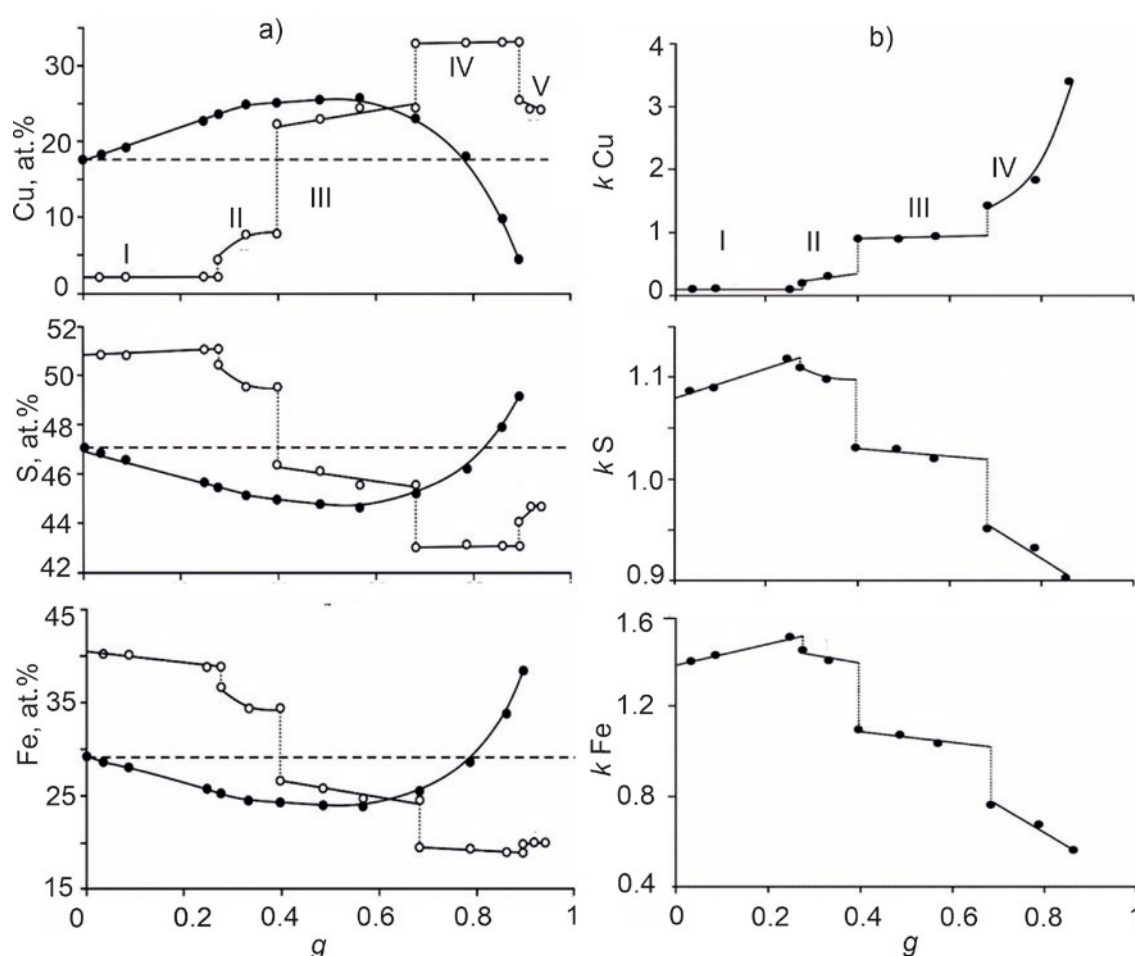 a)
Cu, at.%
30
20
10
0
I
II
III
IV
V
b)
k Cu
4
3
2
1
0
I
II
III
IV
S, at.%
52
50
48
46
44
42
k S
1.1
1.0
0.9
Fe, at.%
45
35
25
15
0 0.2 0.4 0.6 0.8 1
g
k Fe
1.6
1.2
0.8
0.4
0 0.2 0.4 0.6 0.8 1
g